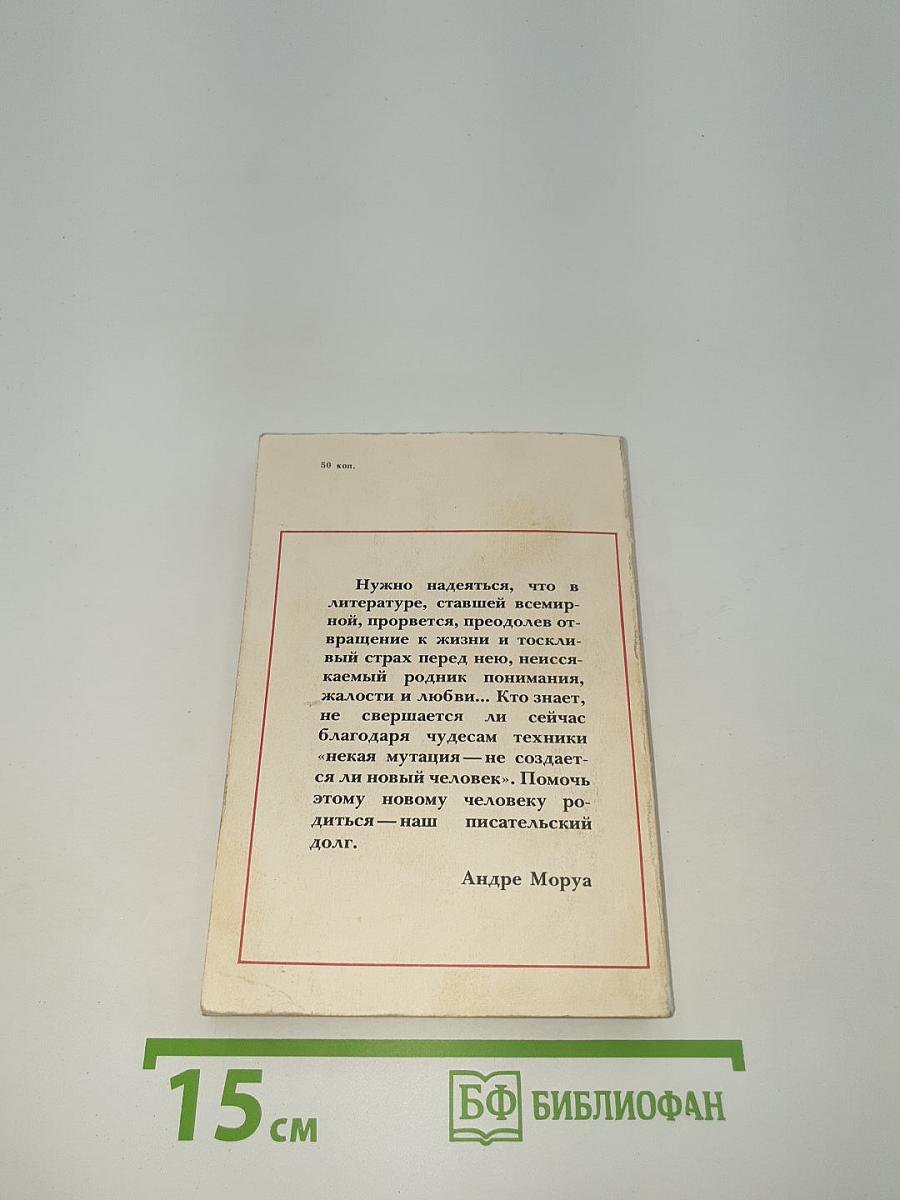 50 коп.
Нужно надеяться, что в
литературе, ставшей всемир-
ной, прорвется, преодолев от-
вращение к жизни и тоскли-
вый страх перед нею, неисся-
каемый родник понимания,
жалости и любви... Кто знает,
не свершается ли сейчас
благодаря чудесам техники
«некая мутация — не создает-
ся ли новый человек». Помочь
этому новому человеку ро-
диться — наш писательский
долг.
Андре Моруа
15 см
БФ БИБЛИОФАН